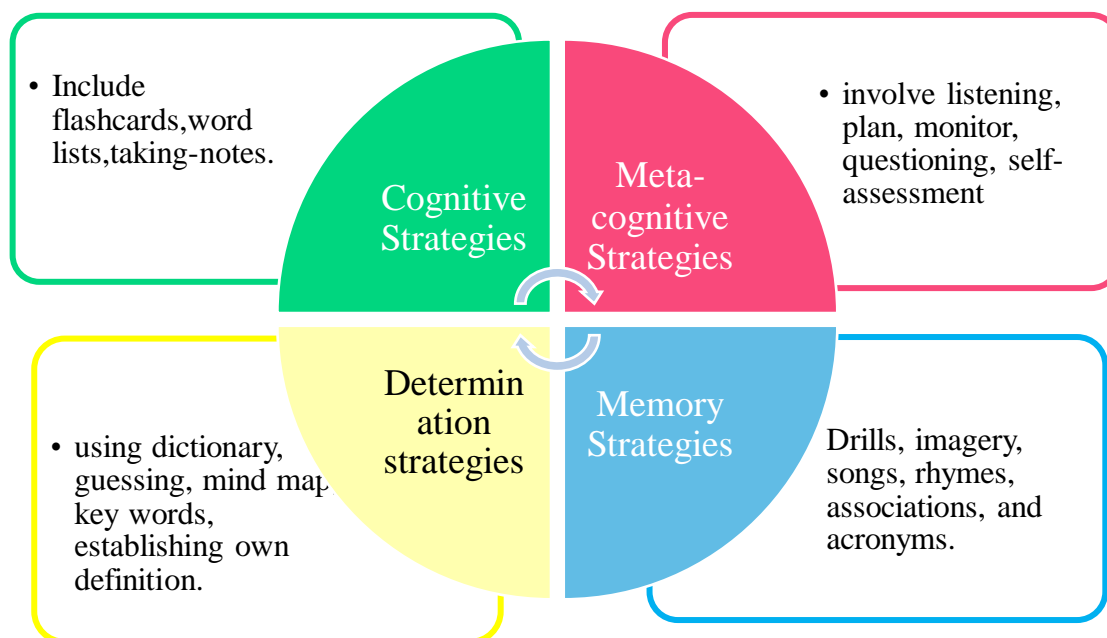 • Include
flashcards,word
lists,taking-notes.
Cognitive
Strategies
Meta-
cognitive
Strategies
• involve listening,
plan, monitor,
questioning, self-
assessment
• using dictionary,
guessing, mind map,
key words,
establishing own
definition.
Determin
ation
strategies
Memory
Strategies
Drills, imagery,
songs, rhymes,
associations, and
acronyms.